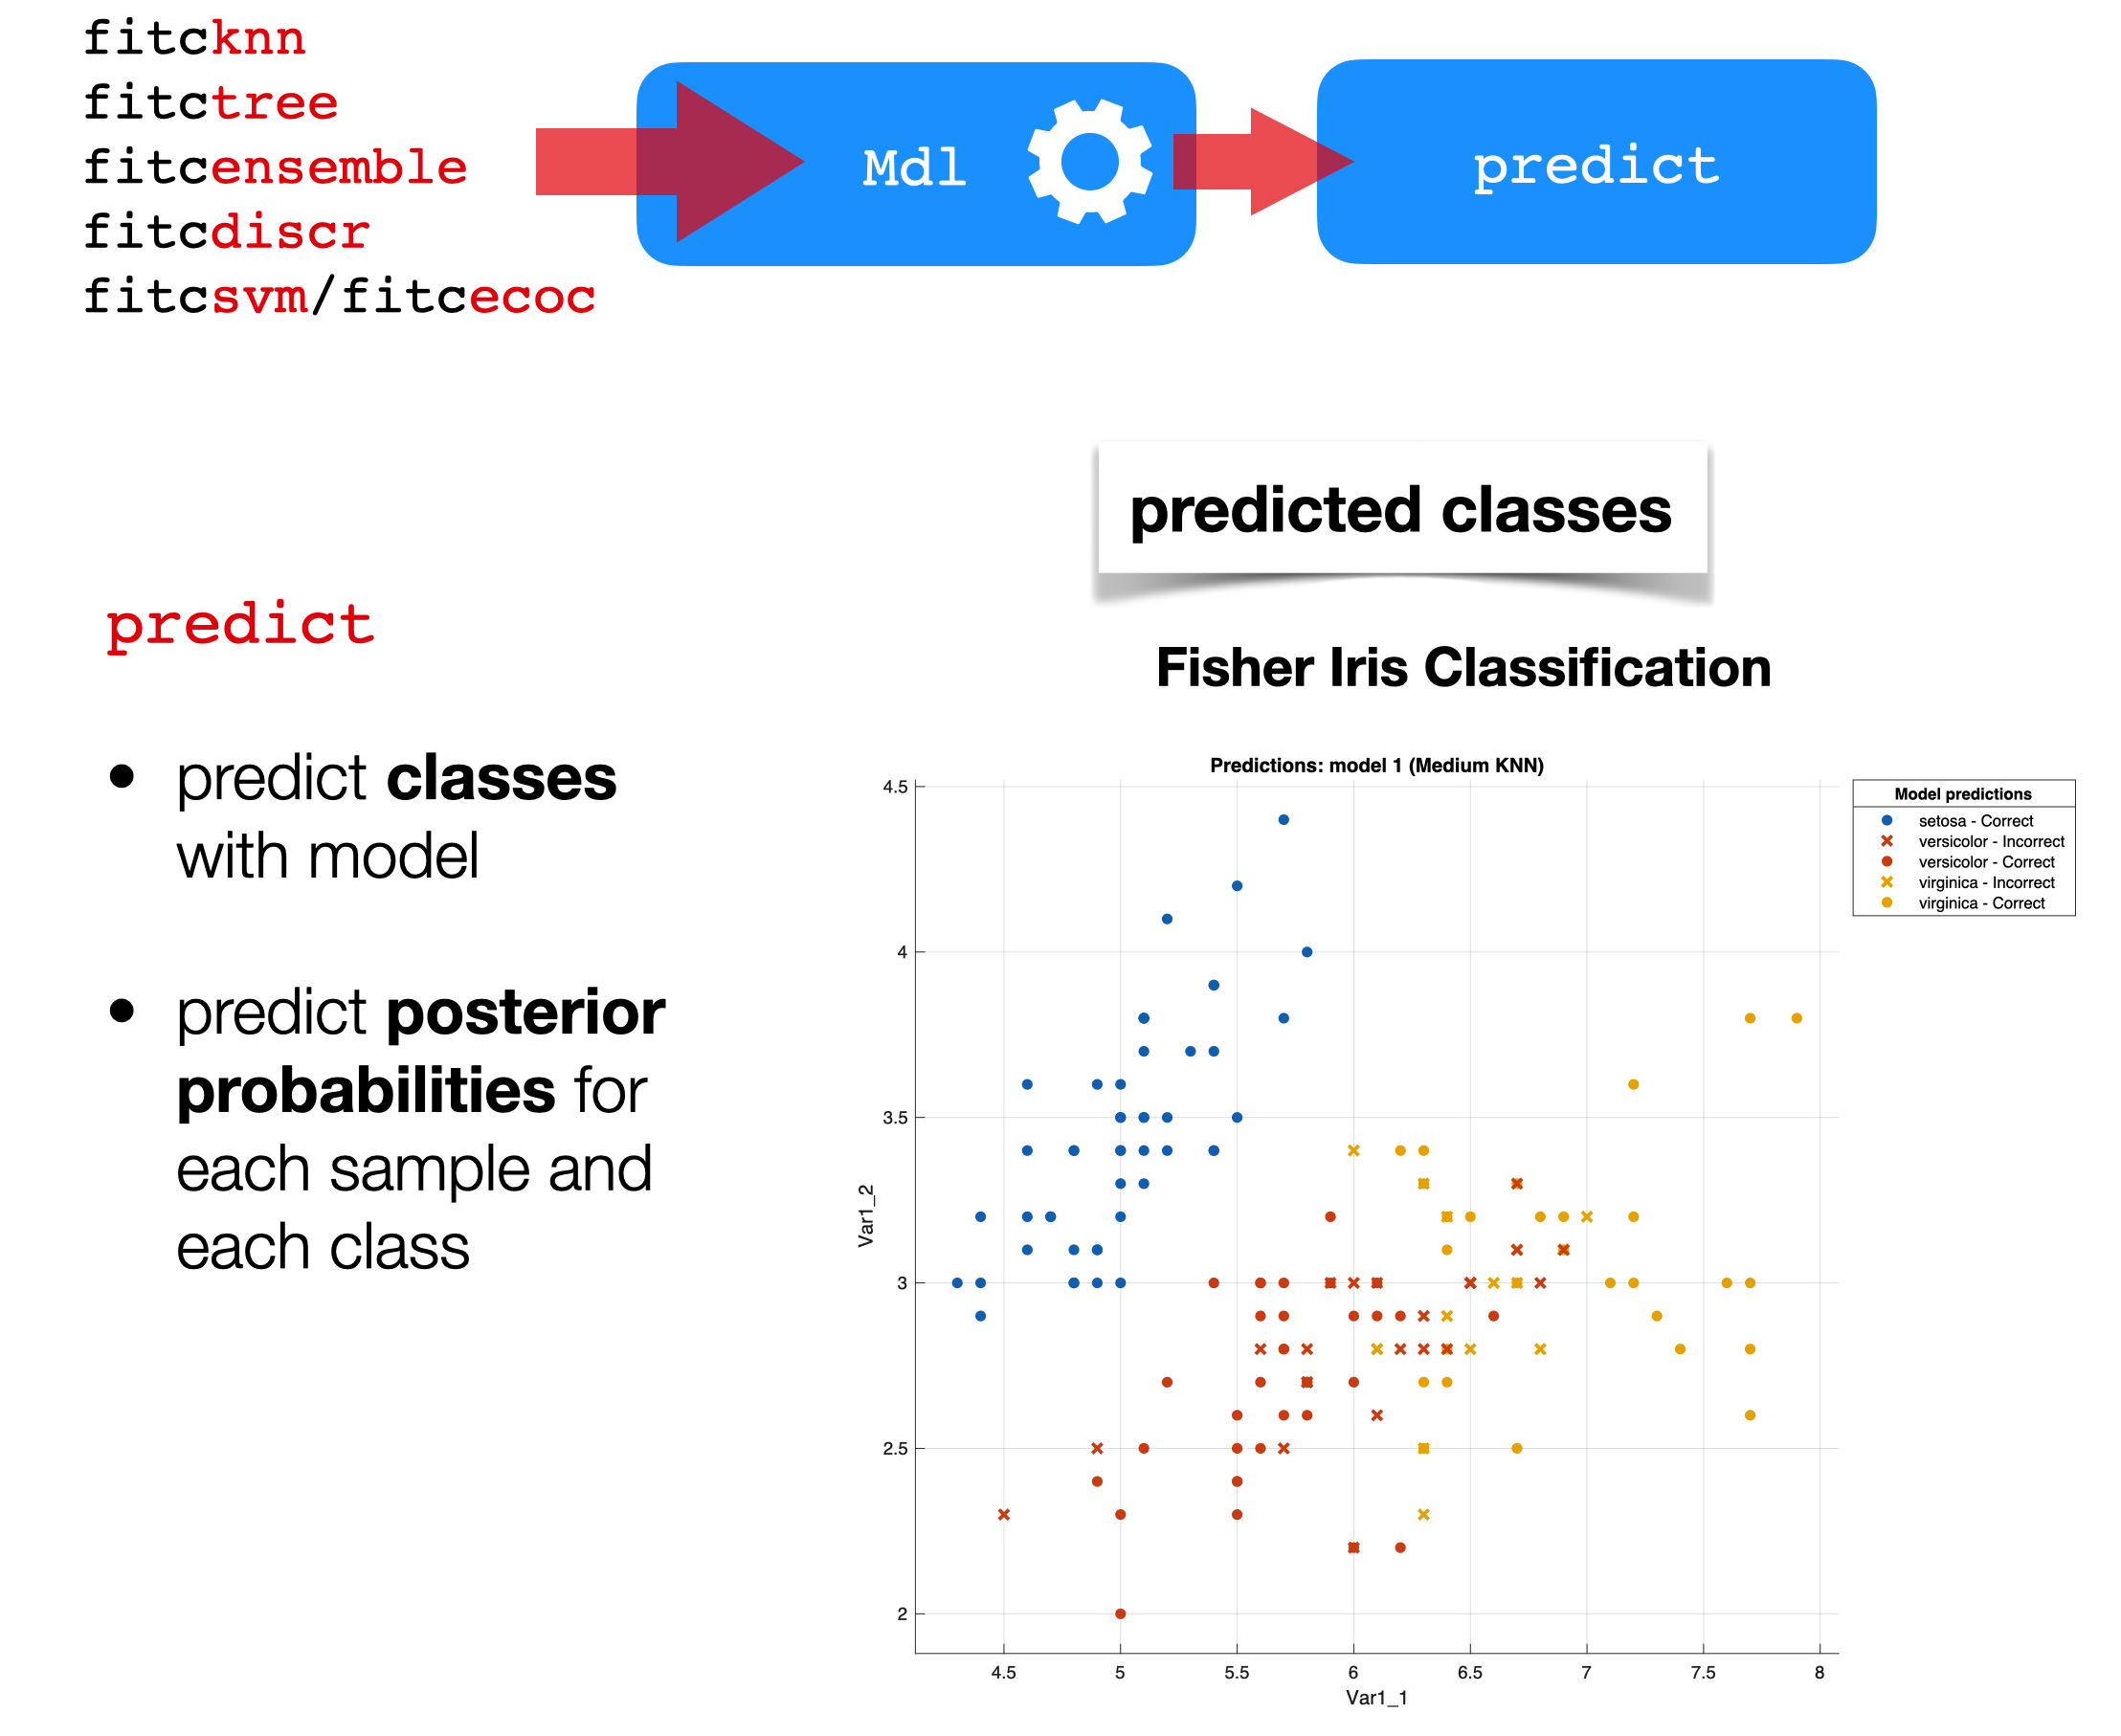 fitcknn
fitctree
fitcensemble
fitcdiscr
fitcsvm/fitcecoc
Mdl
predict
predicted classes
predict
• predict classes
with model
• predict posterior
probabilities for
each sample and
each class
Fisher Iris Classification
Predictions: model 1 (Medium KNN)
Model predictions
setosa - Correct
versicolor - Incorrect
versicolor - Correct
virginica - Incorrect
virginica - Correct
4.5
4
3.5
3
2.5
2
Var1_2
4.5 5 5.5 6 6.5 7 7.5 8
Var1_1